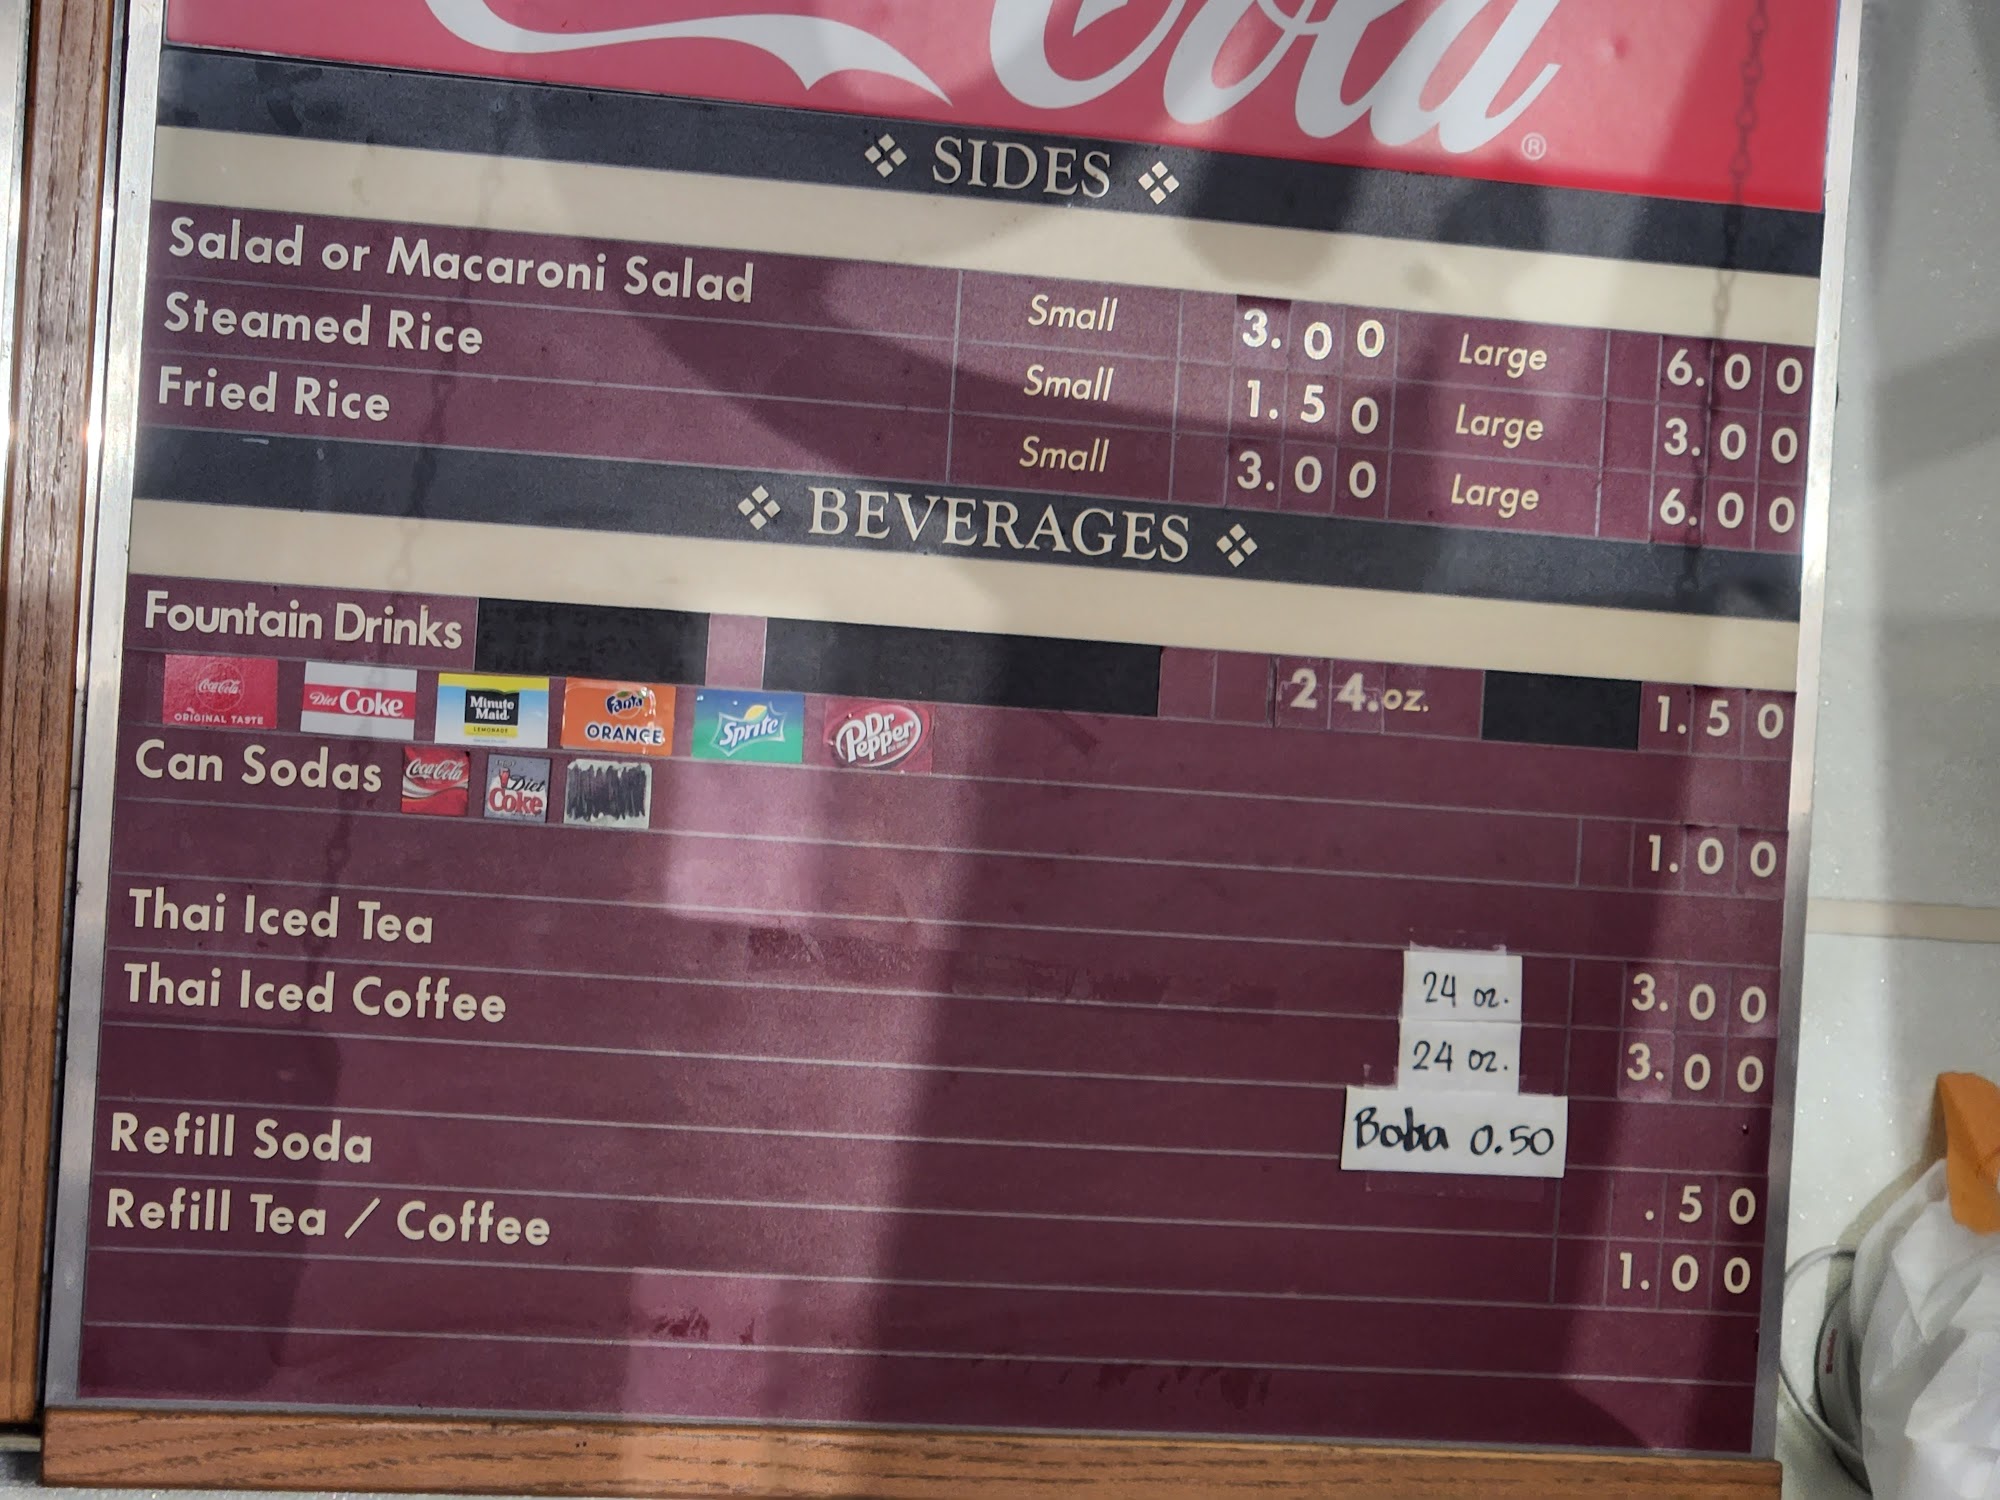 Cola ®
SIDES
Salad or Macaroni Salad Small 3.00 Large 6.00
Steamed Rice Small 1.50 Large 3.00
Fried Rice Small 3.00 Large 6.00
BEVERAGES
Fountain Drinks 24.oz. 1.50
Coca-Cola ORIGINAL TASTE Diet Coke Minute Maid LEMONADE Fanta ORANGE Sprite Dr Pepper
Can Sodas Coca-Cola Diet Coke 1.00
Thai Iced Tea 24 oz. 3.00
Thai Iced Coffee 24 oz. 3.00
Boba 0.50
Refill Soda .50
Refill Tea / Coffee 1.00